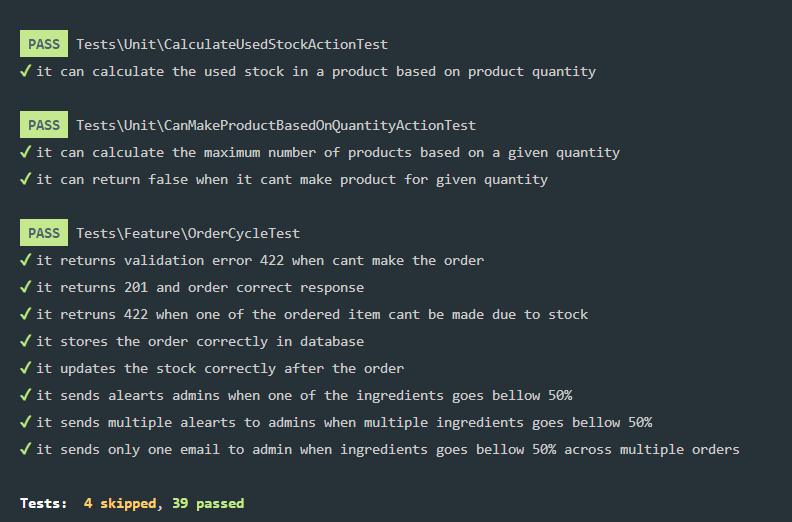 PASS Tests\Unit\CalculateUsedStockActionTest
✓ it can calculate the used stock in a product based on product quantity
PASS Tests\Unit\CanMakeProductBasedOnQuantityActionTest
✓ it can calculate the maximum number of products based on a given quantity
✓ it can return false when it cant make product for given quantity
PASS Tests\Feature\OrderCycleTest
✓ it returns validation error 422 when cant make the order
✓ it returns 201 and order correct response
✓ it retruns 422 when one of the ordered item cant be made due to stock
✓ it stores the order correctly in database
✓ it updates the stock correctly after the order
✓ it sends alearts admins when one of the ingredients goes bellow 50%
✓ it sends multiple alearts to admins when multiple ingredients goes bellow 50%
✓ it sends only one email to admin when ingredients goes bellow 50% across multiple orders
Tests: 4 skipped, 39 passed